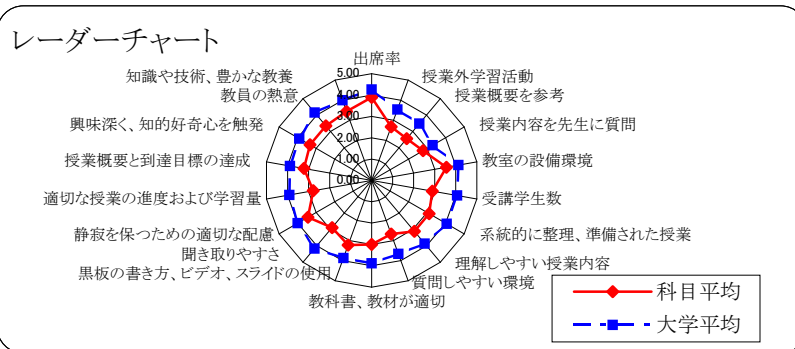 レーダーチャート
出席率
授業外学習活動
授業概要を参考
授業内容を先生に質問
教室の設備環境
受講学生数
系統的に整理、準備された授業
理解しやすい授業内容
質問しやすい環境
教科書、教材が適切
黒板の書き方、ビデオ、スライドの使用
聞き取りやすさ
静寂を保つための適切な配慮
適切な授業の進度および学習量
授業概要と到達目標の達成
興味深く、知的好奇心を触発
教員の熱意
知識や技術、豊かな教養
5.00
4.00
3.00
2.00
1.00
0.00
科目平均
大学平均